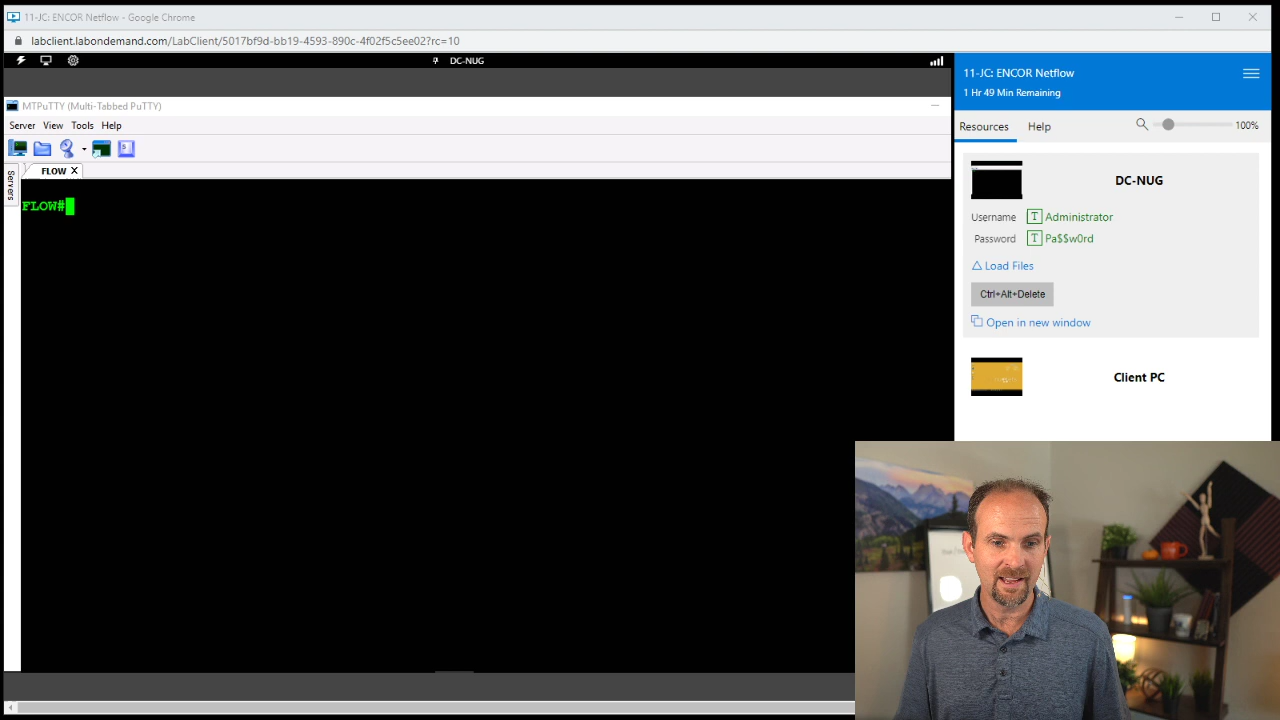 11-JC: ENCOR Netflow - Google Chrome
labclient.labondemand.com/LabClient/5017bf9d-bb19-4593-890c-4f02f5c5ee02?rc=10
DC-NUG
MTPuTTY (Multi-Tabbed PuTTY)
Server View Tools Help
Servers
FLOW X
FLOW#
11-JC: ENCOR Netflow
1 Hr 49 Min Remaining
Resources Help 100%
DC-NUG
Username T Administrator
Password T Pa$$w0rd
Load Files
Ctrl+Alt+Delete
Open in new window
Client PC